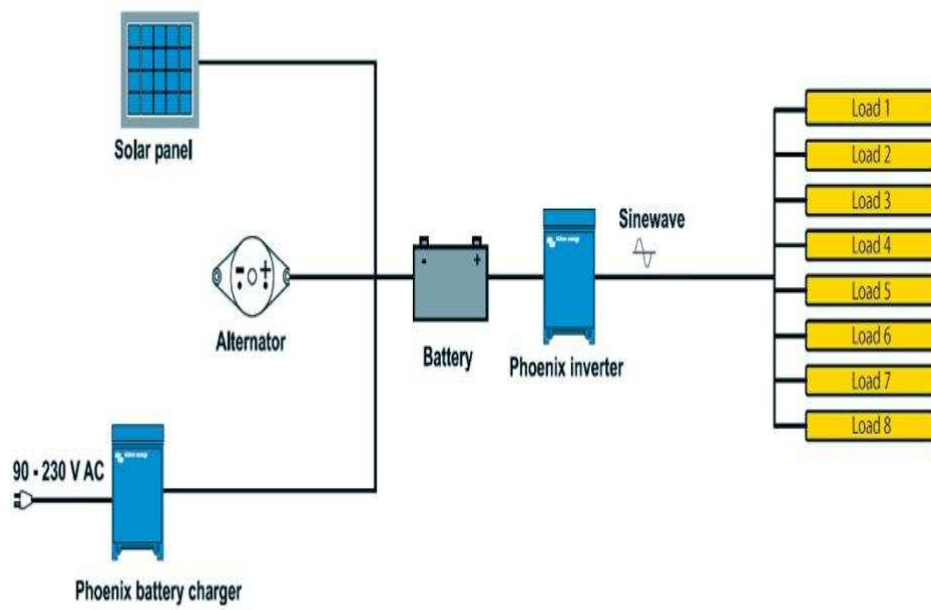 Solar panel
Load 1
Load 2
Load 3
Sinewave
Load 4
- +
- +
Load 5
Alternator
Battery
Phoenix inverter
Load 6
Load 7
Load 8
90 - 230 V AC
Phoenix battery charger